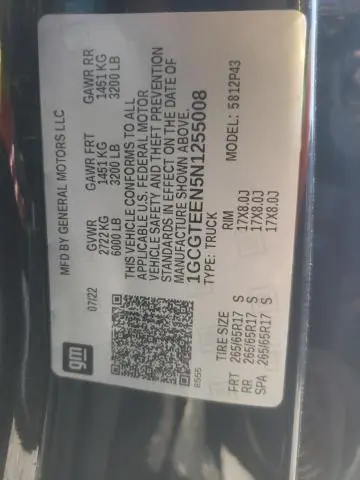 MFD BY GENERAL MOTORS LLC
07/22
GVWR GAWR FRT GAWR RR
2722 KG 1451 KG 1451 KG
6000 LB 3200 LB 3200 LB
THIS VEHICLE CONFORMS TO ALL
APPLICABLE U.S. FEDERAL MOTOR
VEHICLE SAFETY AND THEFT PREVENTION
STANDARDS IN EFFECT ON THE DATE OF
MANUFACTURE SHOWN ABOVE.
1GCGTEEN5N1255008
TYPE: TRUCK MODEL: 5812P43
gm
8555
TIRE SIZE RIM
FRT 265/65R17 S 17X8.0J
RR 265/65R17 S 17X8.0J
SPA 265/65R17 S 17X8.0J